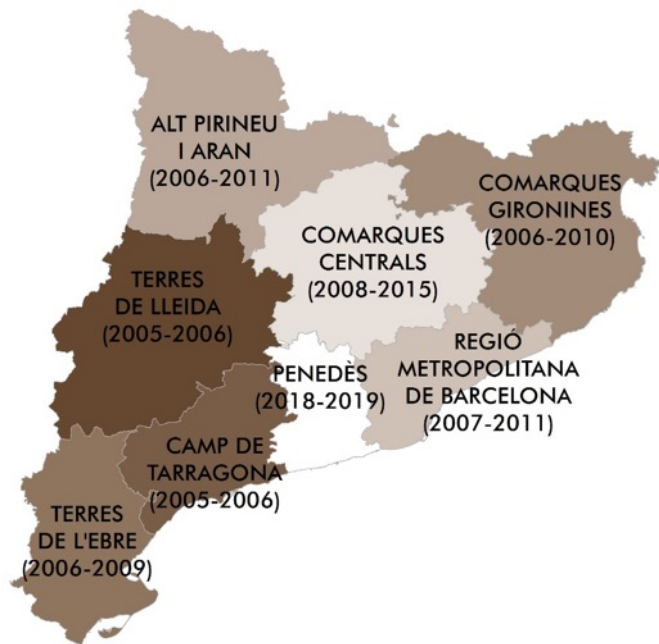 ALT PIRINEU
I ARAN
(2006-2011)
COMARQUES
GIRONINES
(2006-2010)
COMARQUES
CENTRALS
(2008-2015)
TERRES
DE LLEIDA
(2005-2006)
PENEDÈS
(2018-2019)
REGIÓ
METROPOLITANA
DE BARCELONA
(2007-2011)
CAMP DE
TARRAGONA
(2005-2006)
TERRES
DE L'EBRE
(2006-2009)